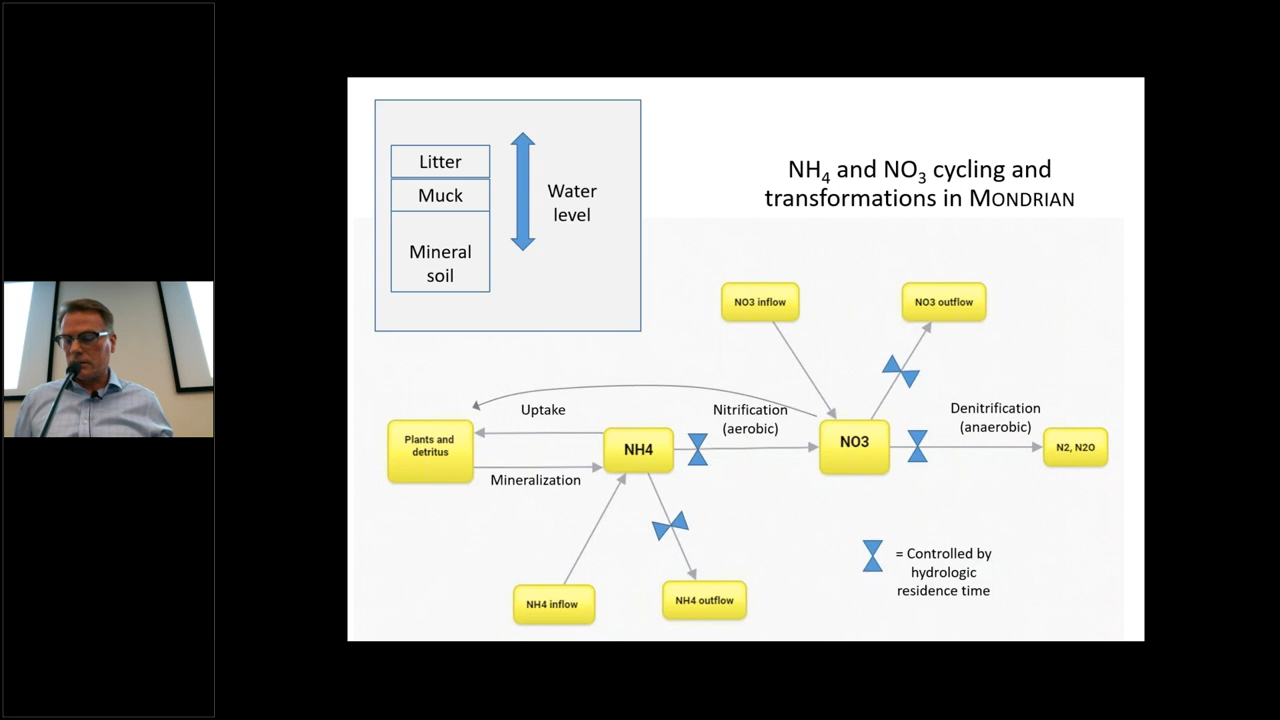 NH₄ and NO₃ cycling and
transformations in MONDRIAN
Litter
Muck
Mineral
soil
Water
level
NO3 inflow
NO3 outflow
Uptake
Nitrification
(aerobic)
Denitrification
(anaerobic)
Plants and
detritus
NH4
NO3
N2, N2O
Mineralization
NH4 inflow
NH4 outflow
= Controlled by
hydrologic
residence time